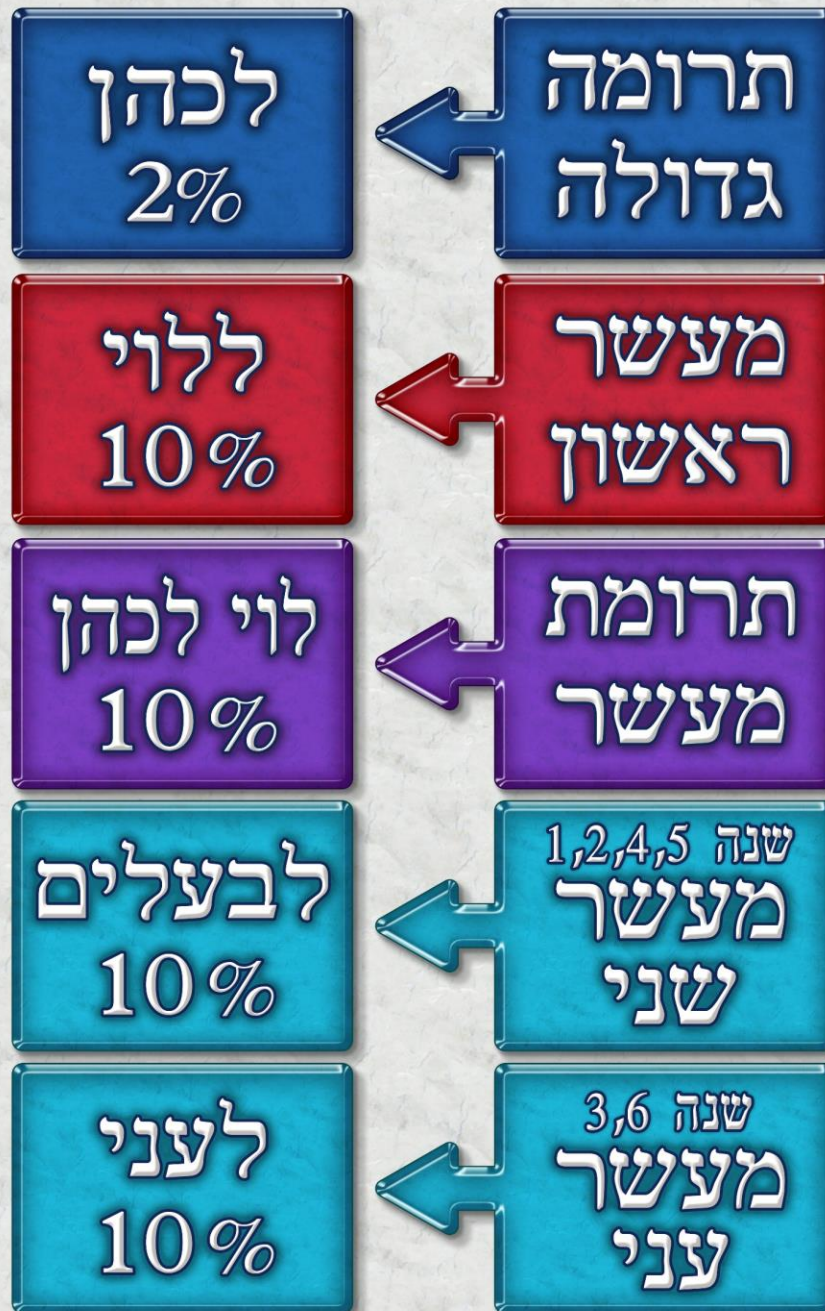 תרומה
גדולה
לכהן
2%
מעשר
ראשון
ללוי
10%
תרומת
מעשר
לוי לכהן
10%
שנה 1,2,4,5
מעשר
שני
לבעלים
10%
שנה 3,6
מעשר
עני
לעני
10%